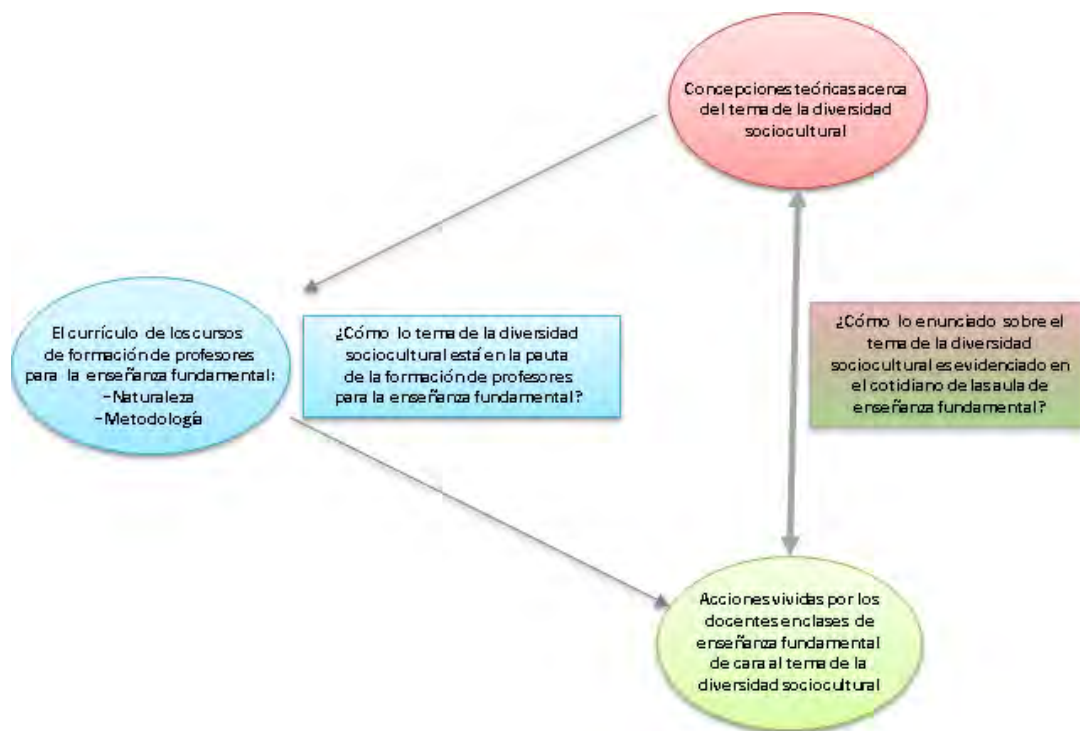 Concepciones teóricas acerca
del tema de la diversidad
sociocultural
El currículo de los cursos
de formación de profesores
para la enseñanza fundamental:
-Naturaleza
-Metodología
¿Cómo lo tema de la diversidad
sociocultural está en la pauta
de la formación de profesores
para la enseñanza fundamental?
¿Cómo lo enunciado sobre el
tema de la diversidad
sociocultural es evidenciado en
el cotidiano de las aula de
enseñanza fundamental?
Acciones vividas por los
docentes en clases de
enseñanza fundamental
de cara al tema de la
diversidad sociocultural